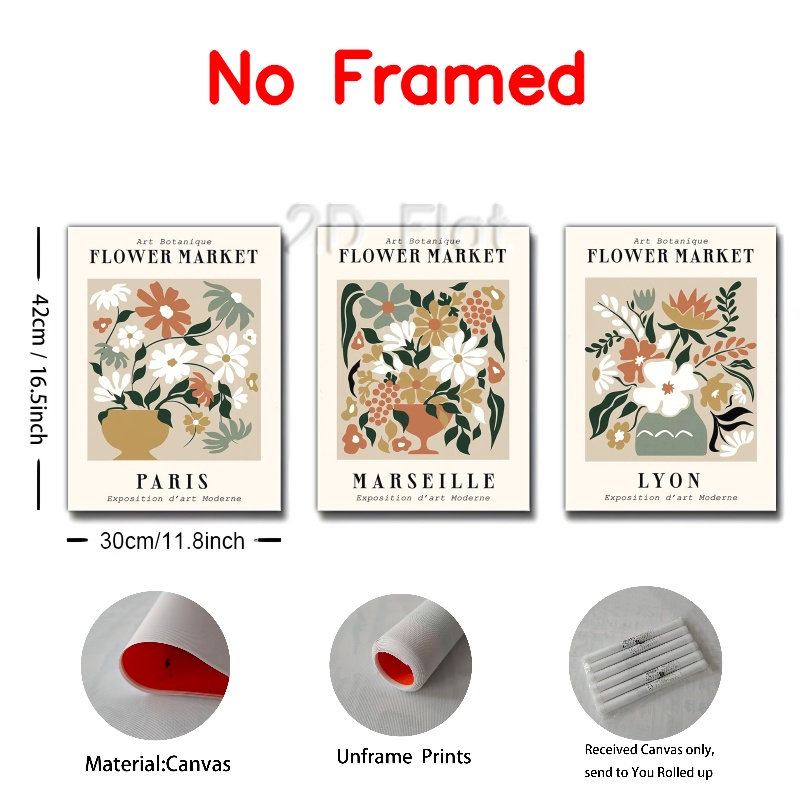 No Framed
2D Flat
Art Botanique
FLOWER MARKET
PARIS
Exposition d'art Moderne
Art Botanique
FLOWER MARKET
MARSEILLE
Exposition d'art Moderne
Art Botanique
FLOWER MARKET
LYON
Exposition d'art Moderne
42cm / 16.5inch
30cm/11.8inch
Material:Canvas
Unframe Prints
Received Canvas only,
send to You Rolled up